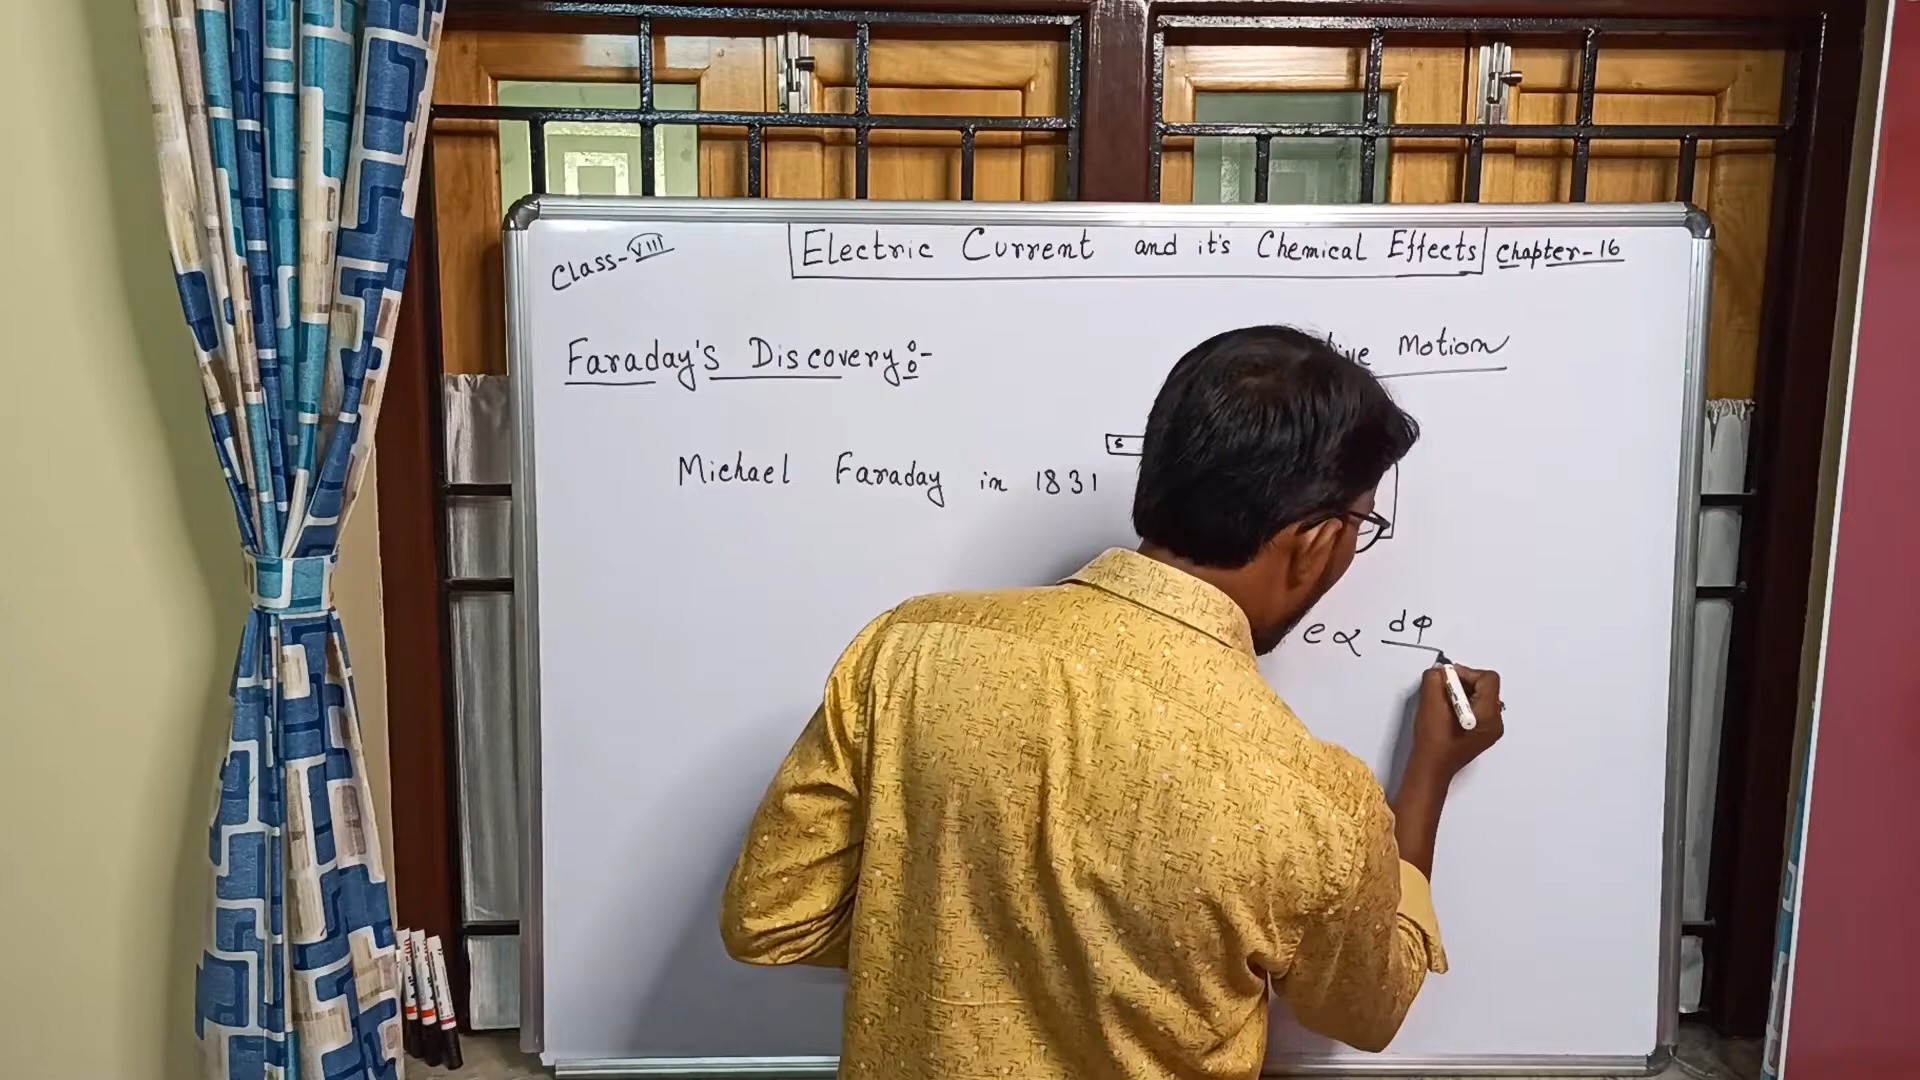 Class-VIII
Electric Current and it's Chemical Effects
Chapter-16
Faraday's Discovery:-
Motion
S
Michael Faraday in 1831
e ∝ dφ